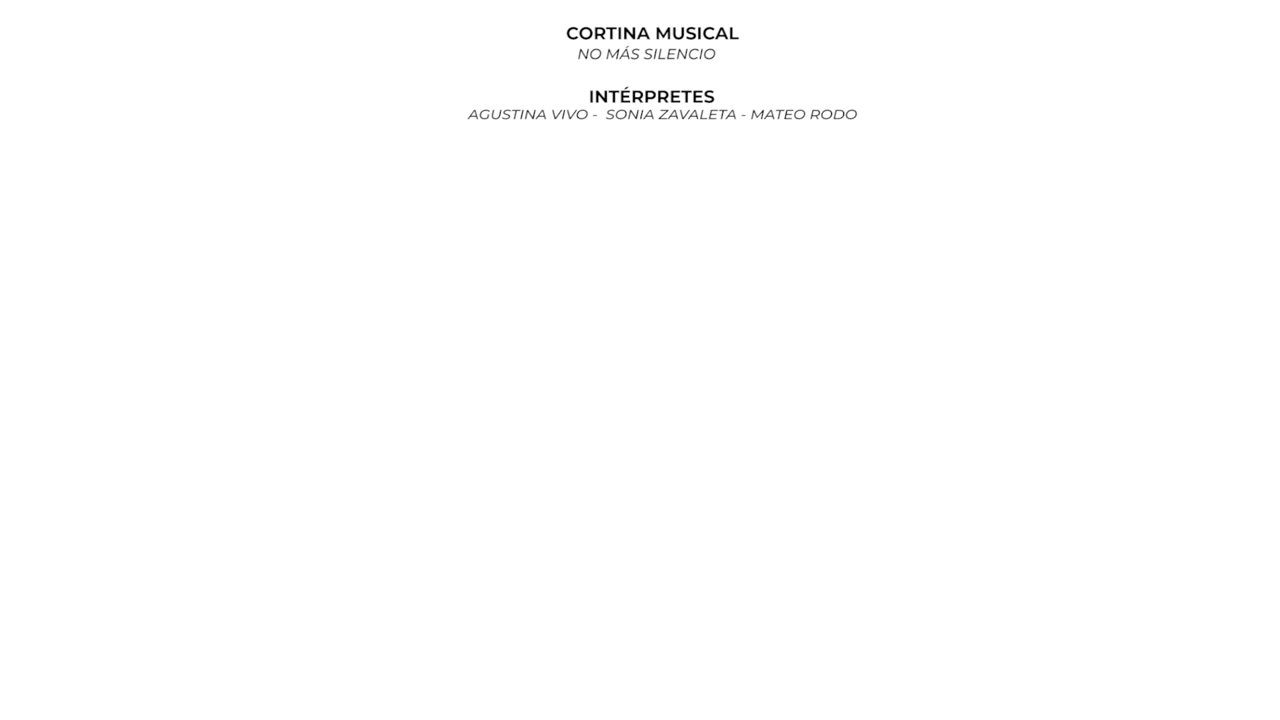 CORTINA MUSICAL
NO MÁS SILENCIO
INTÉRPRETES
AGUSTINA VIVO - SONIA ZAVALETA - MATEO RODO